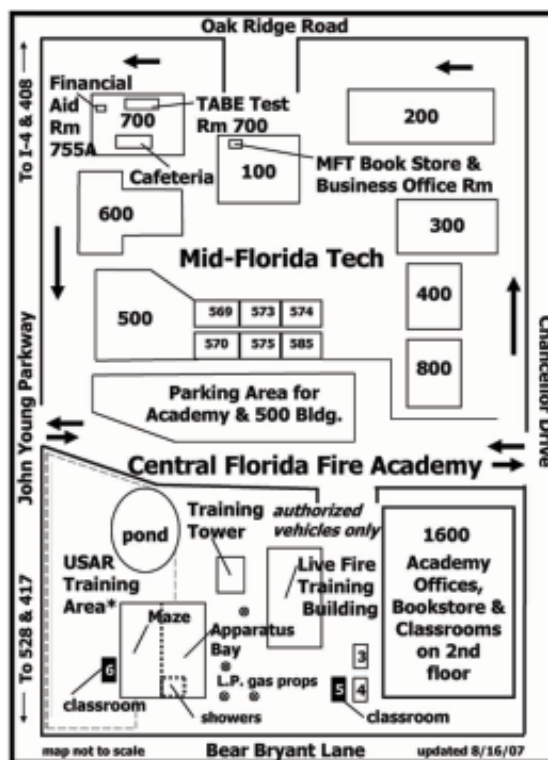 Oak Ridge Road
To I-4 & 408
Financial
Aid
Rm
755A
700
TABE Test
Rm 700
Cafeteria
100
MFT Book Store &
Business Office Rm
200
600
300
Mid-Florida Tech
400
500
569
573
574
570
575
585
800
John Young Parkway
Chancellor Drive
Parking Area for
Academy & 500 Bldg.
Central Florida Fire Academy
pond
Training
Tower
authorized
vehicles only
1600
Academy
Offices,
Bookstore &
Classrooms
on 2nd
floor
USAR
Training
Area*
Live Fire
Training
Building
Maze
Apparatus
Bay
3
6
L.P. gas props
5
4
classroom
showers
classroom
To 528 & 417
map not to scale
Bear Bryant Lane
updated 8/16/07